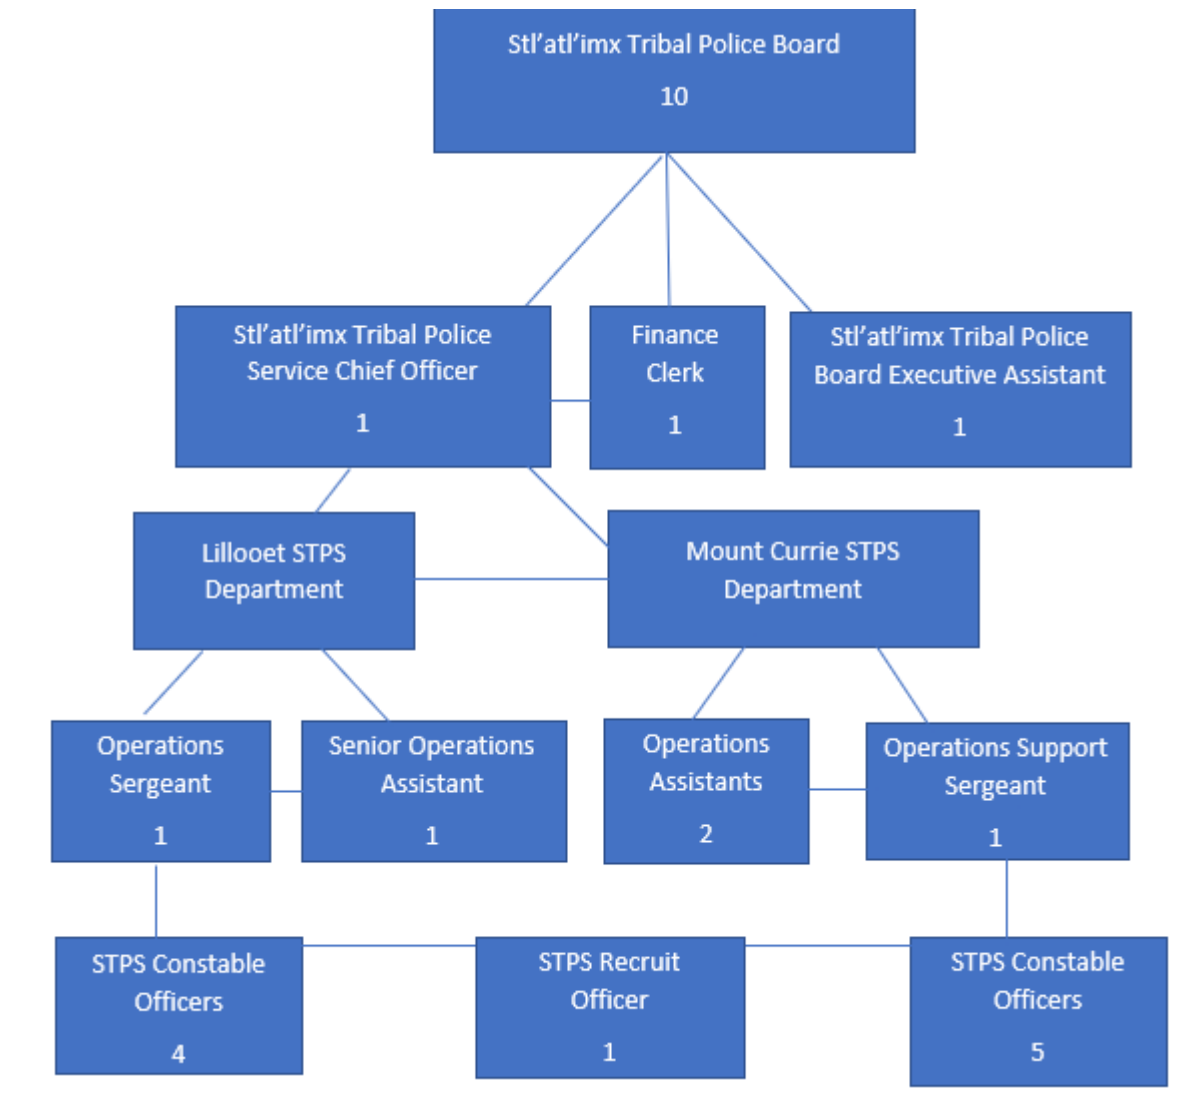 Stl’atl’imx Tribal Police Board
10
Stl’atl’imx Tribal Police
Service Chief Officer
1
Finance
Clerk
1
Stl’atl’imx Tribal Police
Board Executive Assistant
1
Lillooet STPS
Department
Mount Currie STPS
Department
Operations
Sergeant
1
Senior Operations
Assistant
1
Operations
Assistants
2
Operations Support
Sergeant
1
STPS Constable
Officers
4
STPS Recruit
Officer
1
STPS Constable
Officers
5